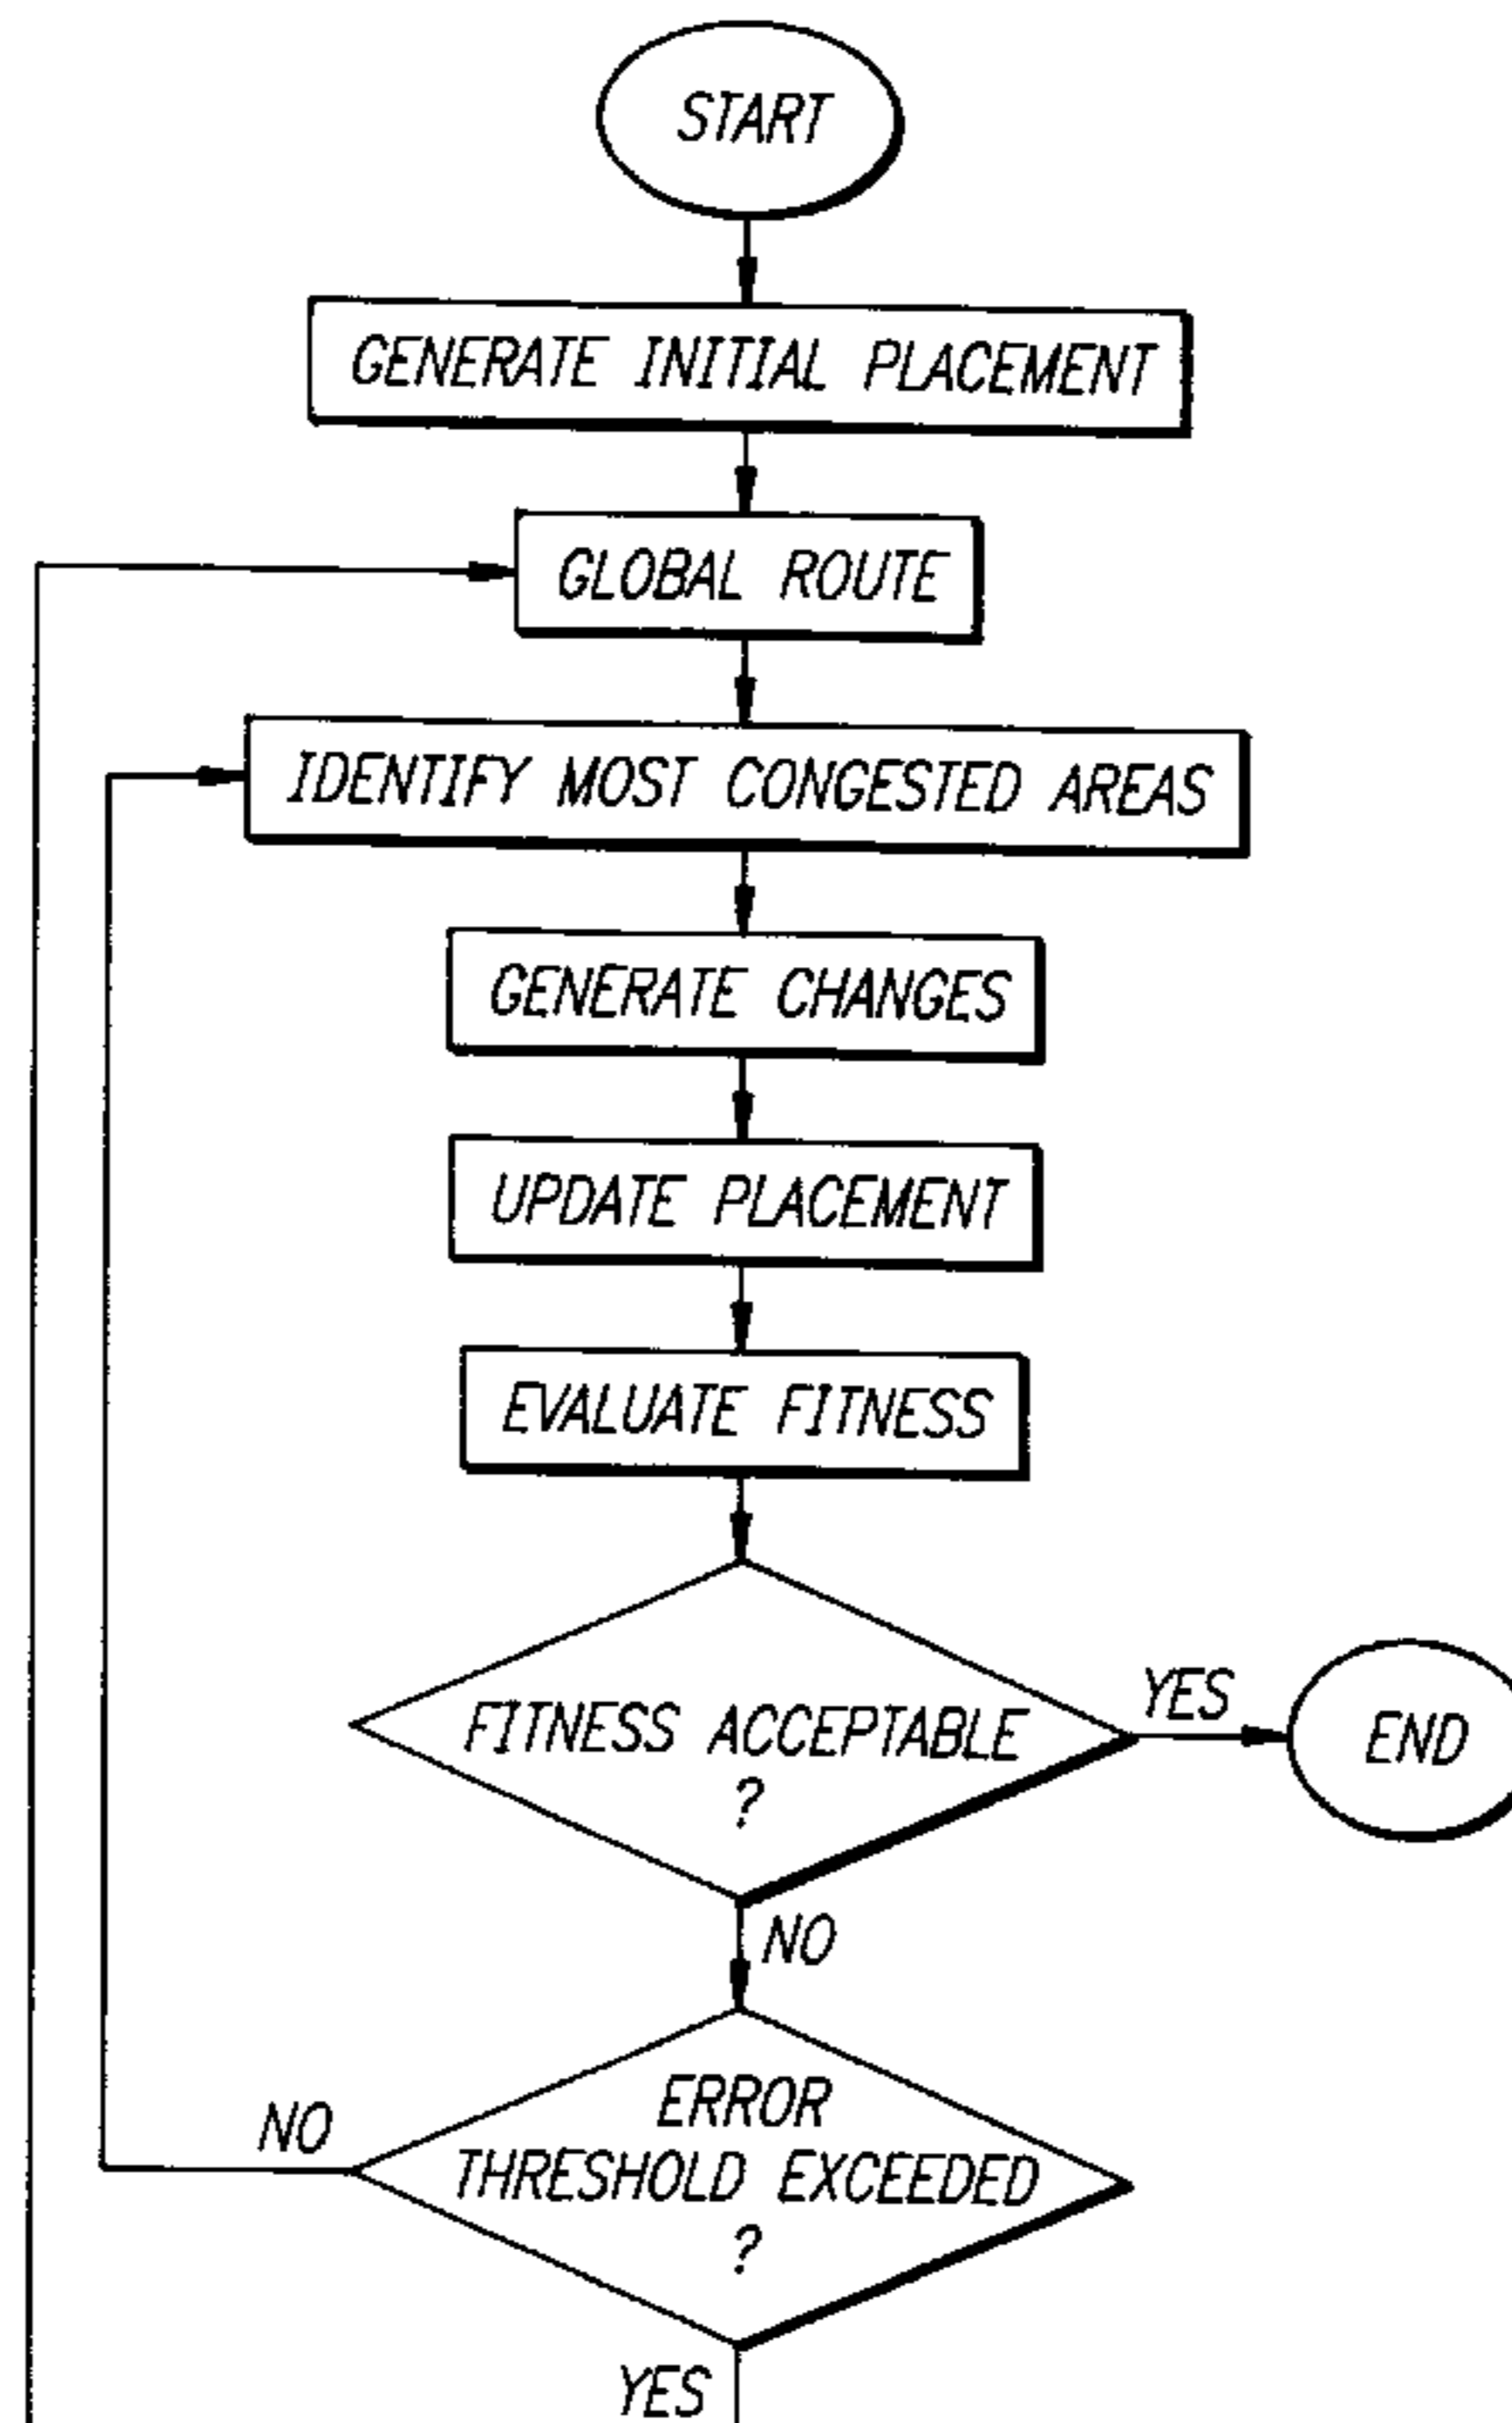 START
GENERATE INITIAL PLACEMENT
GLOBAL ROUTE
IDENTIFY MOST CONGESTED AREAS
GENERATE CHANGES
UPDATE PLACEMENT
EVALUATE FITNESS
FITNESS ACCEPTABLE
?
YES
END
NO
ERROR
THRESHOLD EXCEEDED
?
NO
YES